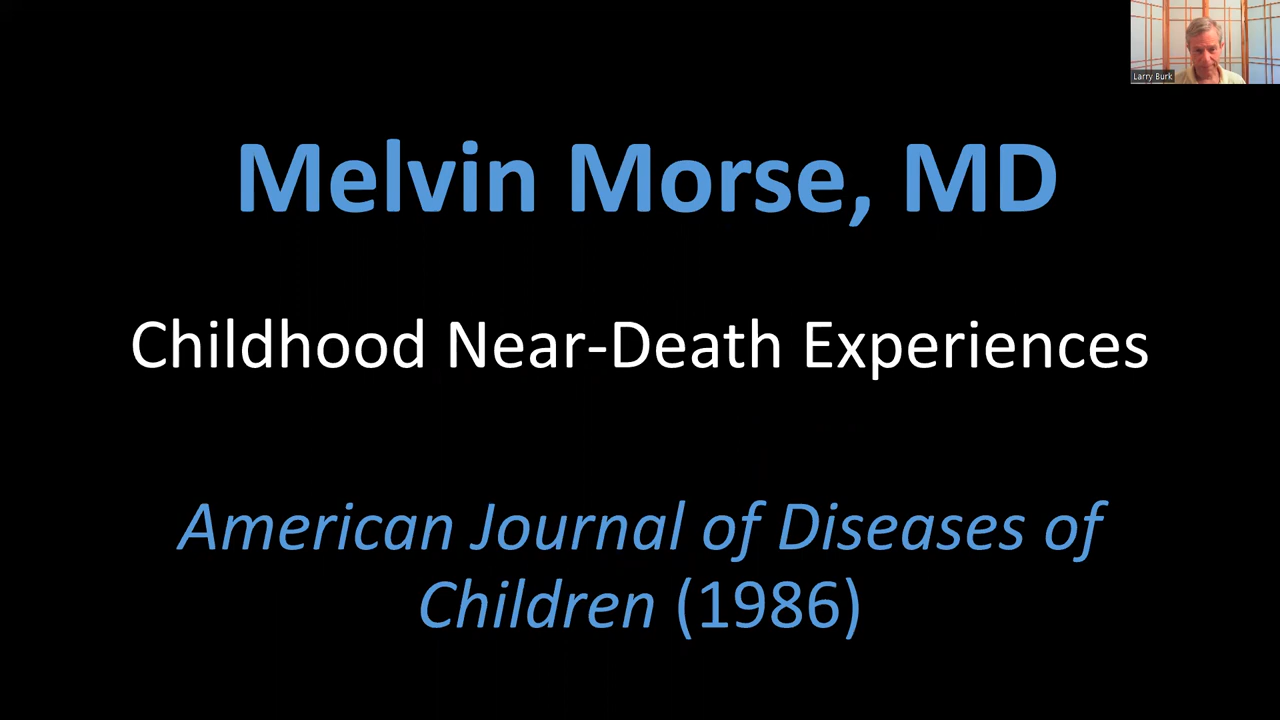 Larry Burk
Melvin Morse, MD
Childhood Near-Death Experiences
American Journal of Diseases of
Children (1986)